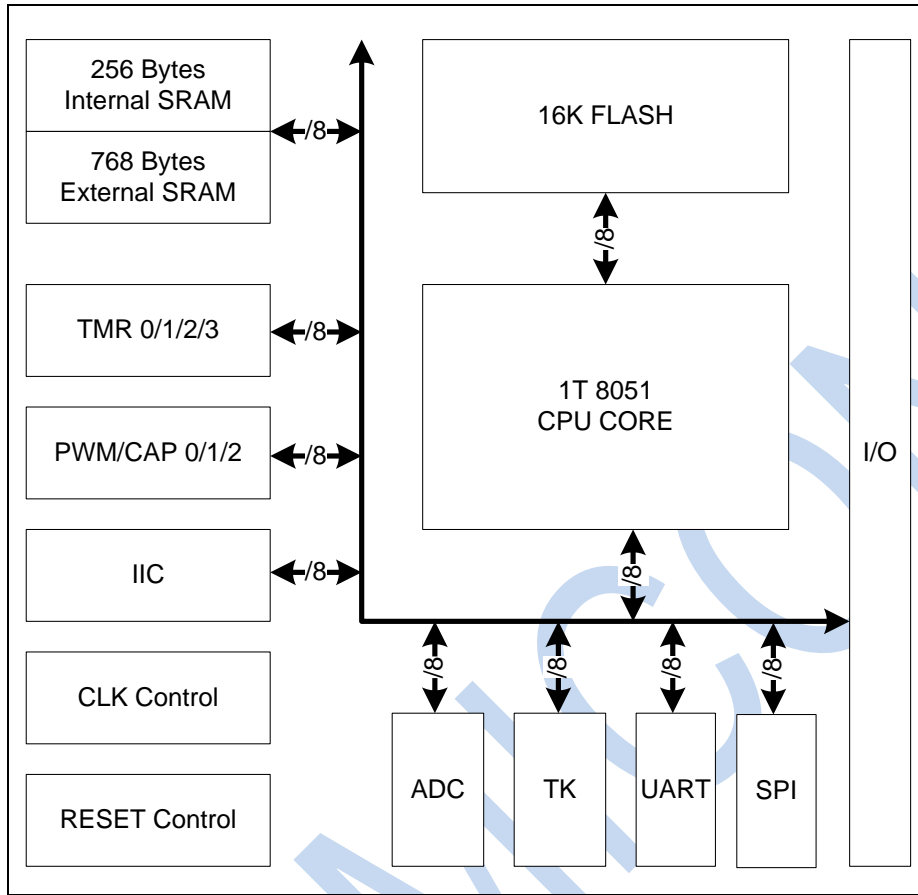 256 Bytes
Internal SRAM
768 Bytes
External SRAM
/8
16K FLASH
/8
TMR 0/1/2/3
/8
1T 8051
CPU CORE
I/O
PWM/CAP 0/1/2
/8
IIC
/8
/8
CLK Control
/8
/8
/8
/8
ADC
TK
UART
SPI
RESET Control